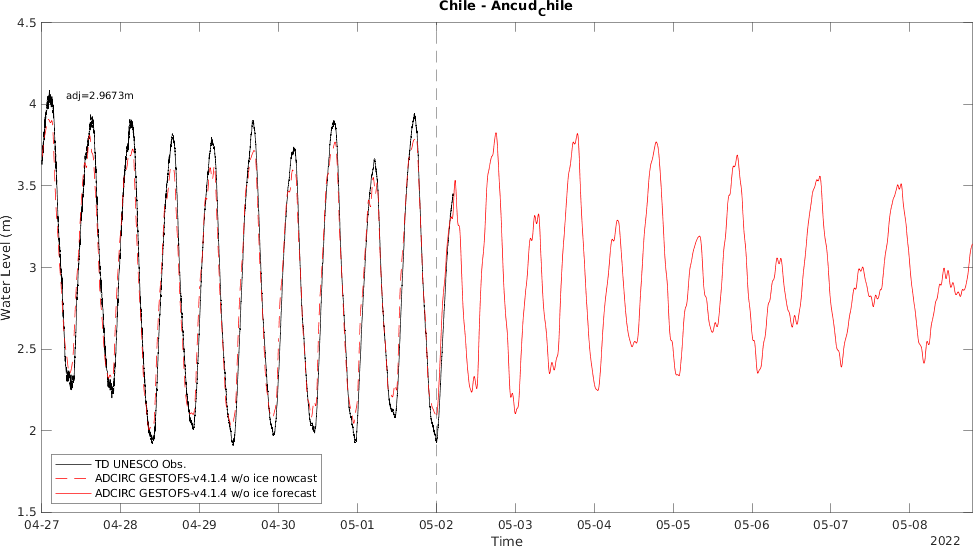 Chile - Ancud_Chile
4.5
4
3.5
3
2.5
2
1.5
Water Level (m)
adj=2.9673m
TD UNESCO Obs.
ADCIRC GESTOFS-v4.1.4 w/o ice nowcast
ADCIRC GESTOFS-v4.1.4 w/o ice forecast
04-27 04-28 04-29 04-30 05-01 05-02 05-03 05-04 05-05 05-06 05-07 05-08
Time
2022